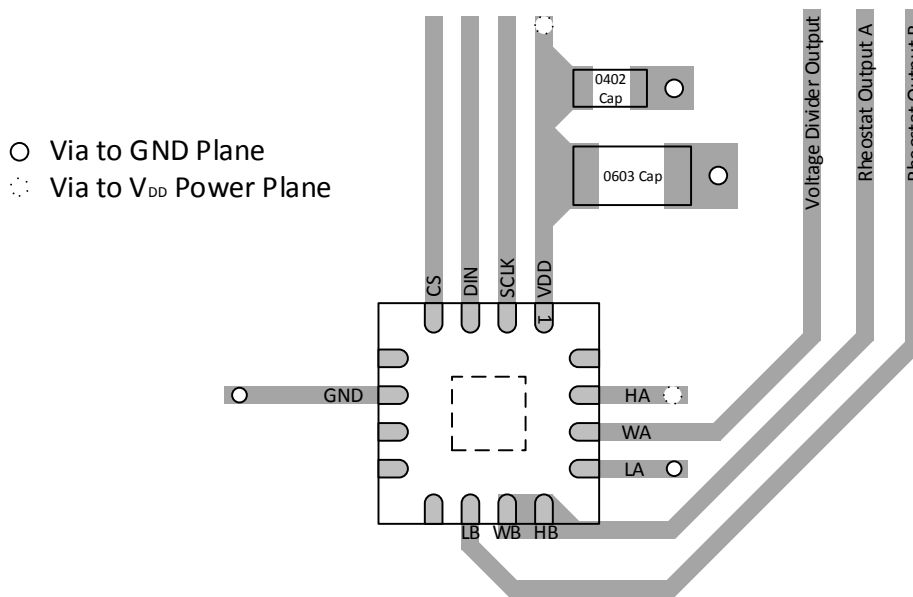 0402
Cap
Voltage Divider Output
Rheostat Output A
Via to GND Plane
Via to VDD Power Plane
0603 Cap
CS
DIN
SCLK
VDD
1
GND
HA
WA
LA
LB
WB
HB